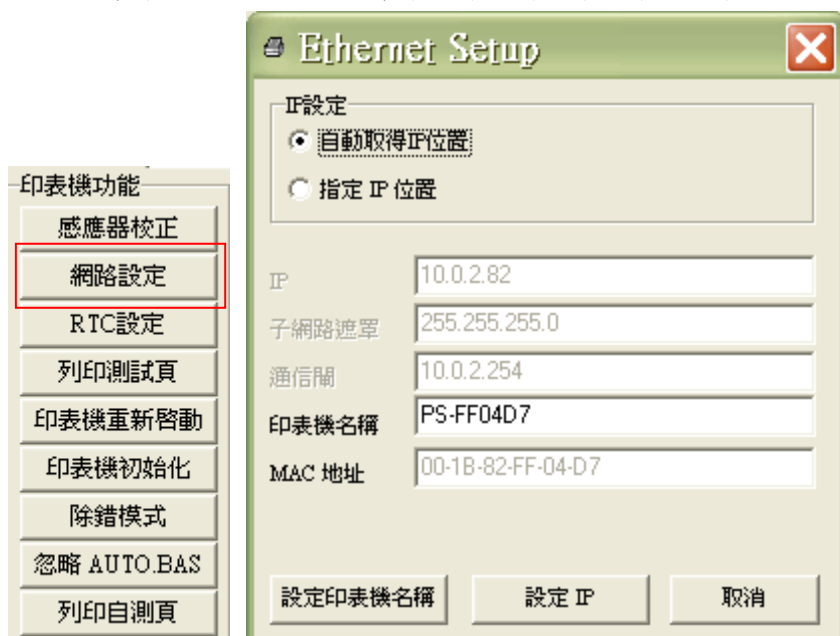 印表機功能
感應器校正
網路設定
RTC設定
列印測試頁
印表機重新啓動
印表機初始化
除錯模式
忽略 AUTO.BAS
列印自測頁
Ethernet Setup
IP設定
自動取得IP位置
指定 IP 位置
IP 10.0.2.82
子網路遮罩 255.255.255.0
通信閘 10.0.2.254
印表機名稱 PS-FF04D7
MAC 地址 00-1B-82-FF-04-D7
設定印表機名稱 設定 IP 取消